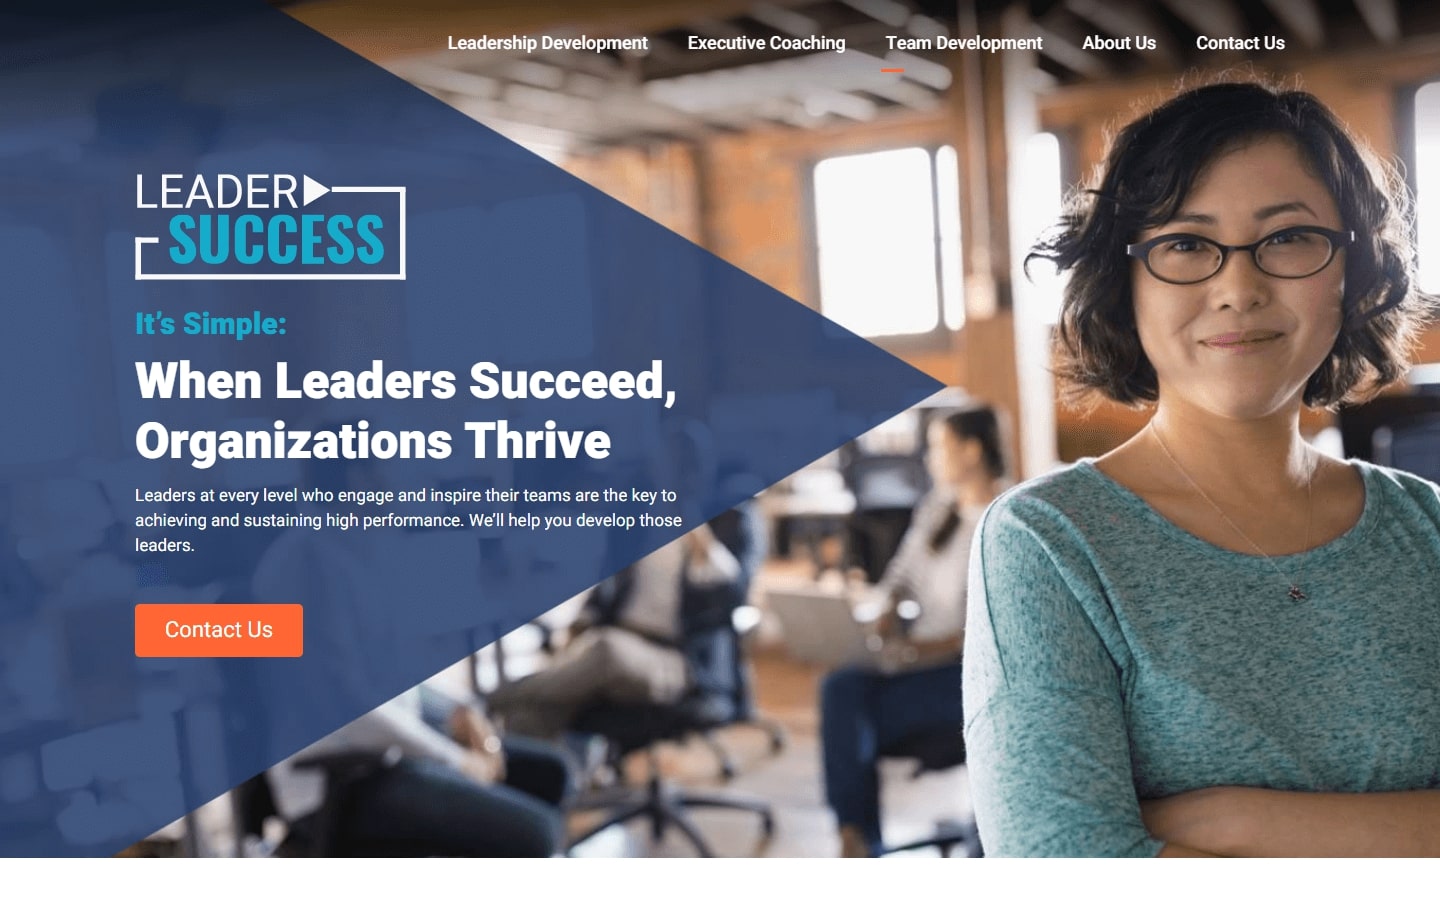 Leadership Development
Executive Coaching
Team Development
About Us
Contact Us
LEADER
SUCCESS
It’s Simple:
When Leaders Succeed,
Organizations Thrive
Leaders at every level who engage and inspire their teams are the key to
achieving and sustaining high performance. We’ll help you develop those
leaders.
Contact Us